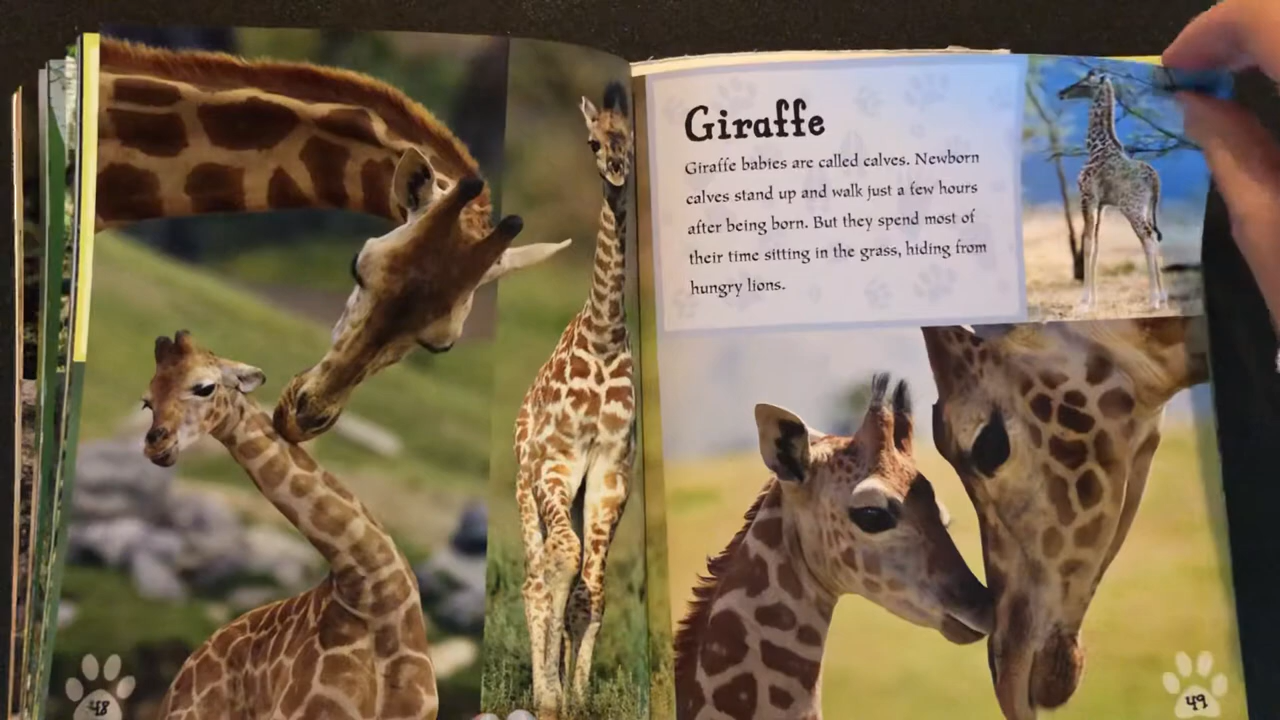 Giraffe
Giraffe babies are called calves. Newborn
calves stand up and walk just a few hours
after being born. But they spend most of
their time sitting in the grass, hiding from
hungry lions.
48
49